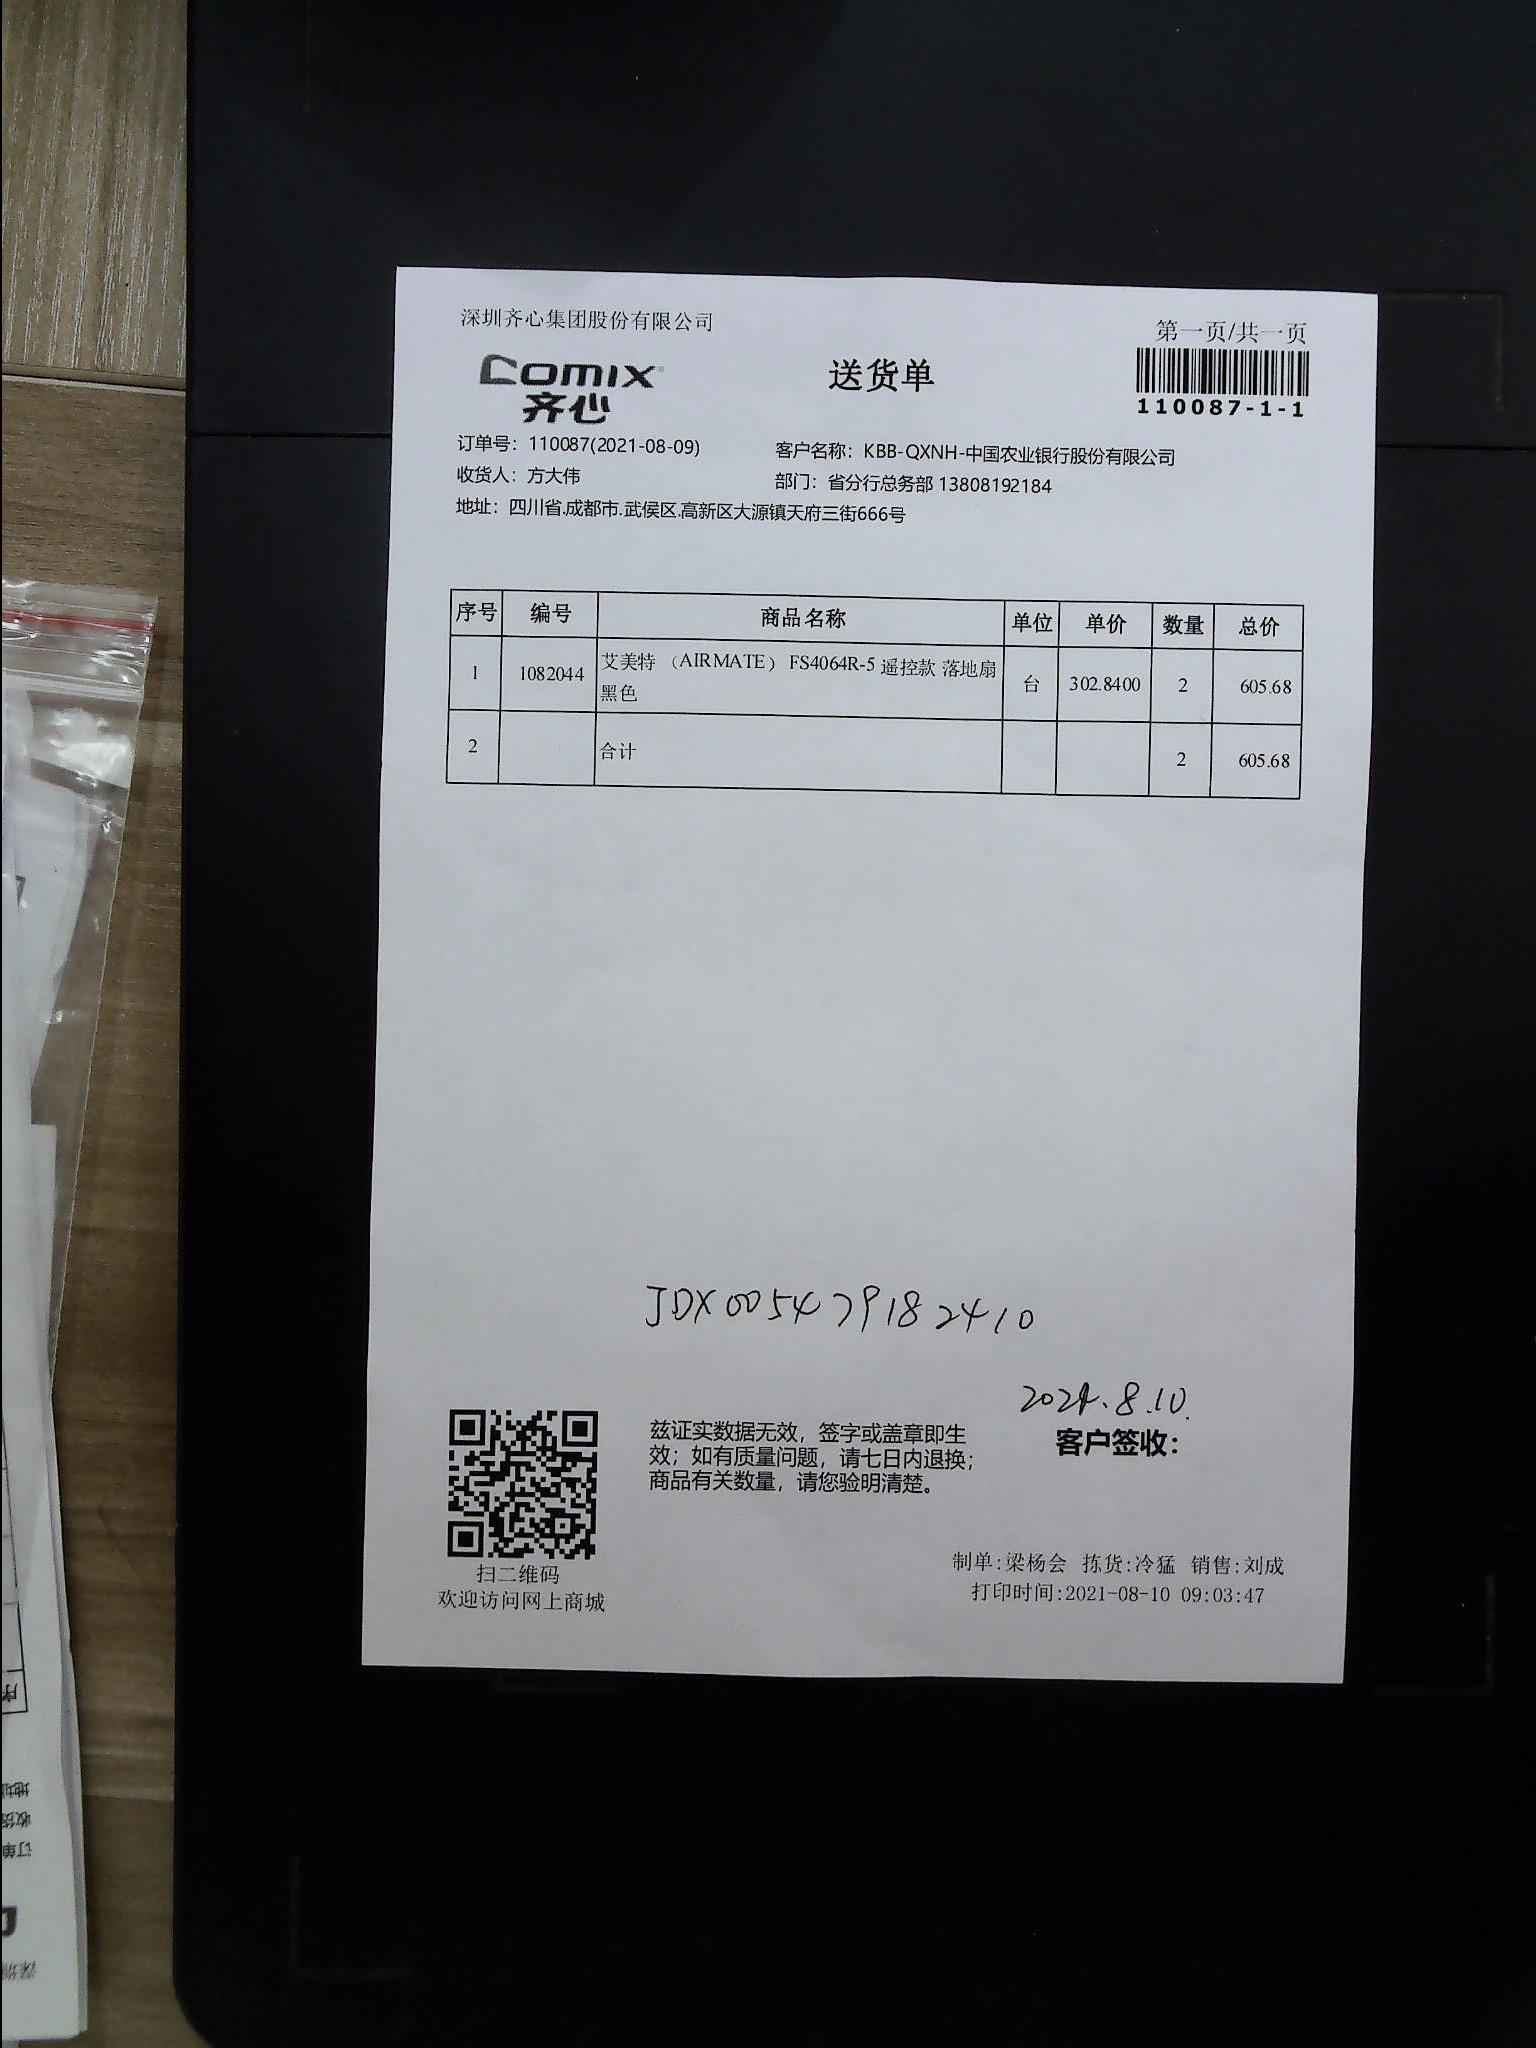 深圳齐心集团股份有限公司
第一页/共一页
COMIX
齐心
送货单
110087-1-1
订单号：110087(2021-08-09)
客户名称：KBB-QXNH-中国农业银行股份有限公司
收货人：方大伟
部门：省分行总务部 13808192184
地址：四川省.成都市.武侯区.高新区大源镇天府三街666号
序号 编号 商品名称 单位 单价 数量 总价
1 1082044 艾美特（AIRMATE）FS4064R-5 遥控款 落地扇 台 302.8400 2 605.68
黑色
2 合计 2 605.68
JDX005479182410
8.10.
兹证实数据无效，签字或盖章即生
效；如有质量问题，请七日内退换；
商品有关数量，请您验明清楚。
客户签收：
扫二维码
欢迎访问网上商城
制单:梁杨会 拣货:冷猛 销售:刘成
打印时间:2021-08-10 09:03:47